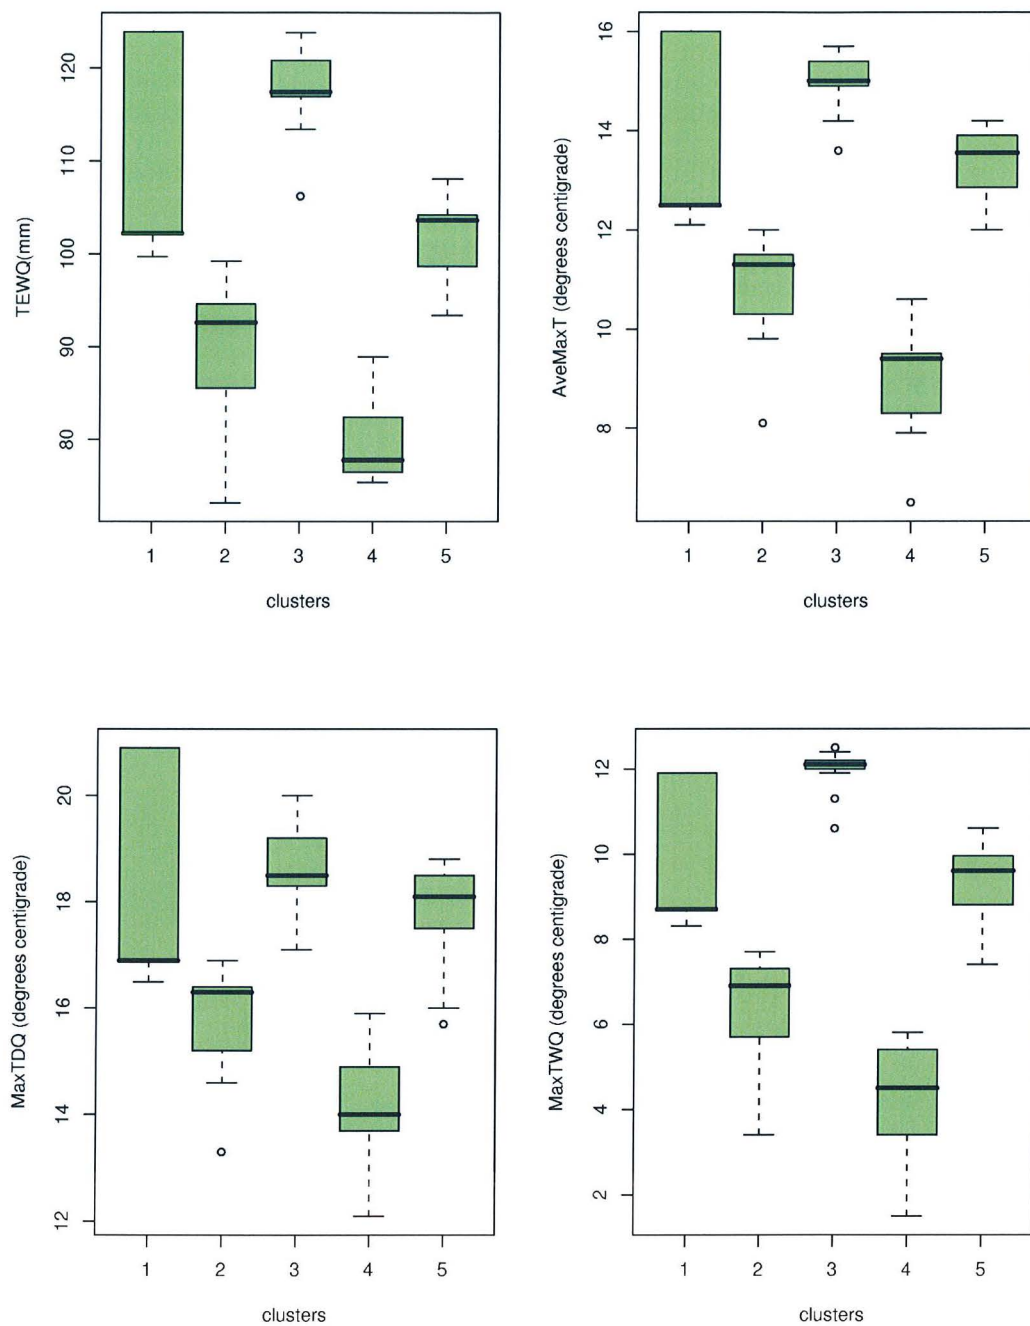 TEWQ(mm)
120
110
100
90
80
1 2 3 4 5
clusters
AveMaxT (degrees centigrade)
16
14
12
10
8
1 2 3 4 5
clusters
MaxTDQ (degrees centigrade)
20
18
16
14
12
1 2 3 4 5
clusters
MaxTWQ (degrees centigrade)
12
10
8
6
4
2
1 2 3 4 5
clusters